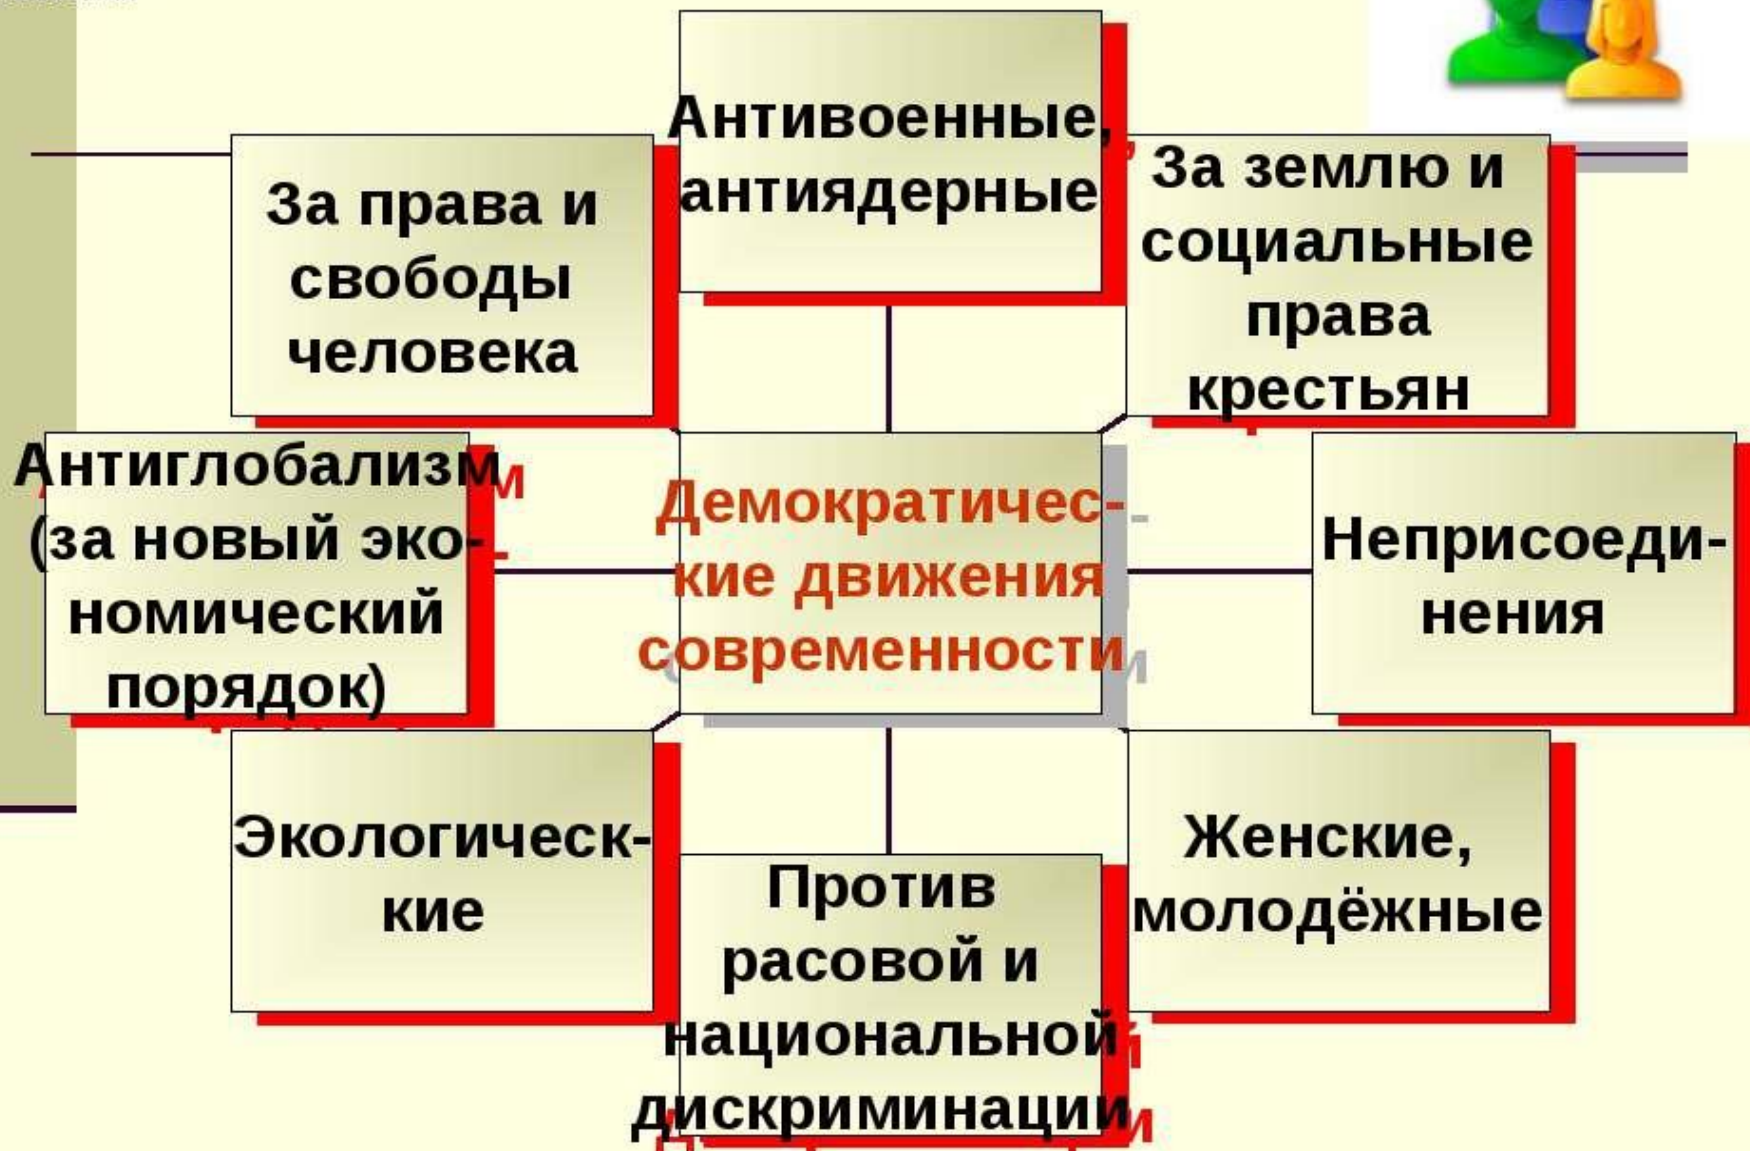 Антивоенные,
антиядерные
За права и
свободы
человека
За землю и
социальные
права
крестьян
Антиглобализм
(за новый эко-
номический
порядок)
Демократичес-
кие движения
современности
Неприсоеди-
нения
Экологическ-
кие
Против
расовой и
национальной
дискриминации
Женские,
молодёжные